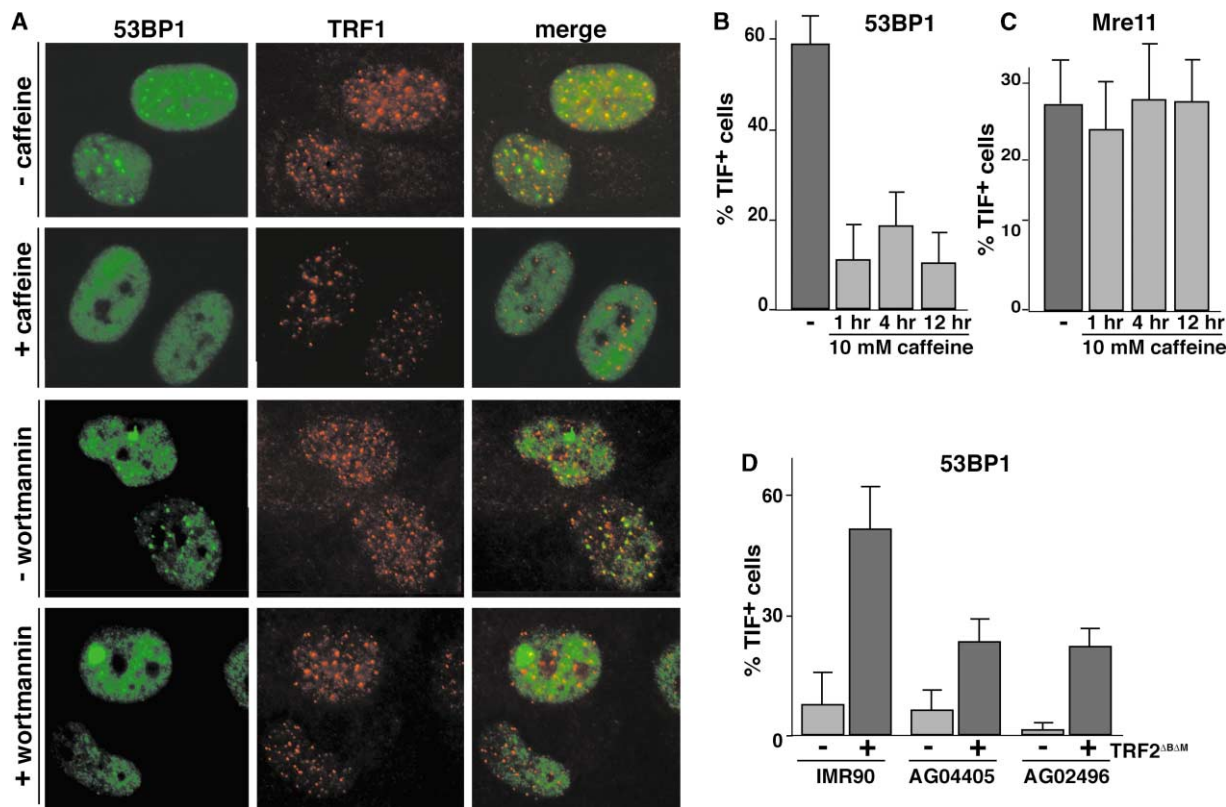 A
53BP1
TRF1
merge
- caffeine
+ caffeine
- wortmannin
+ wortmannin
B
53BP1
% TIF+ cells
60
40
20
0
- 1 hr 4 hr 12 hr
10 mM caffeine
C
Mre11
% TIF+ cells
30
20
10
0
- 1 hr 4 hr 12 hr
10 mM caffeine
D
53BP1
% TIF+ cells
60
30
0
- + - + - + TRF2ΔBΔM
IMR90 AG04405 AG02496